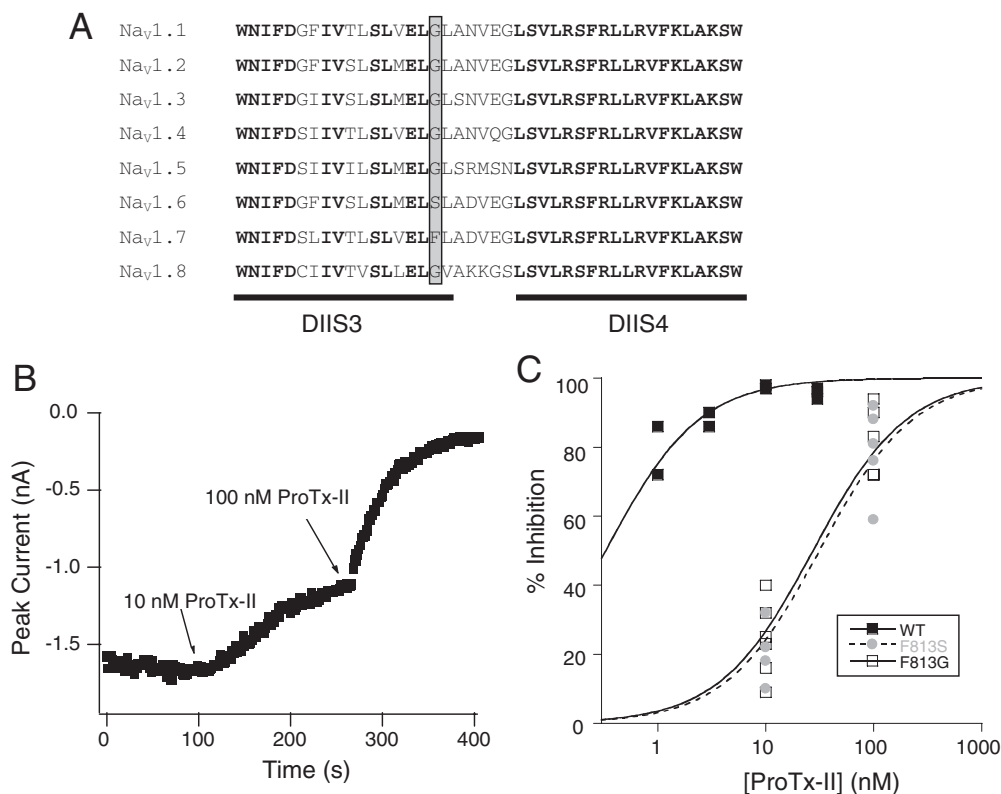 A
Nav1.1 WNIFDGFIVTLSLVELGLANVEGLSVLRSFRLLRVFKLAKSW
Nav1.2 WNIFDGFIVSLSLMELGLANVEGLSVLRSFRLLRVFKLAKSW
Nav1.3 WNIFDGIIVSLSLMELGLSNVEGLSVLRSFRLLRVFKLAKSW
Nav1.4 WNIFDSIIVTLSLVELGLANVQGLSVLRSFRLLRVFKLAKSW
Nav1.5 WNIFDSIIVILSLMELGLSRMSNLSVLRSFRLLRVFKLAKSW
Nav1.6 WNIFDGFIVSLSLMELSLADVEGLSVLRSFRLLRVFKLAKSW
Nav1.7 WNIFDSLIVTLSLVELFLADVEGLSVLRSFRLLRVFKLAKSW
Nav1.8 WNIFDCIIVTVSLLELGVAKKGSLSVLRSFRLLRVFKLAKSW
DIIS3 DIIS4
B
0.0
-0.5
-1.0
-1.5
Peak Current (nA)
100 nM ProTx-II
10 nM ProTx-II
0 100 200 300 400
Time (s)
C
100
80
60
40
20
0
% Inhibition
WT
F813S
F813G
1 10 100 1000
[ProTx-II] (nM)